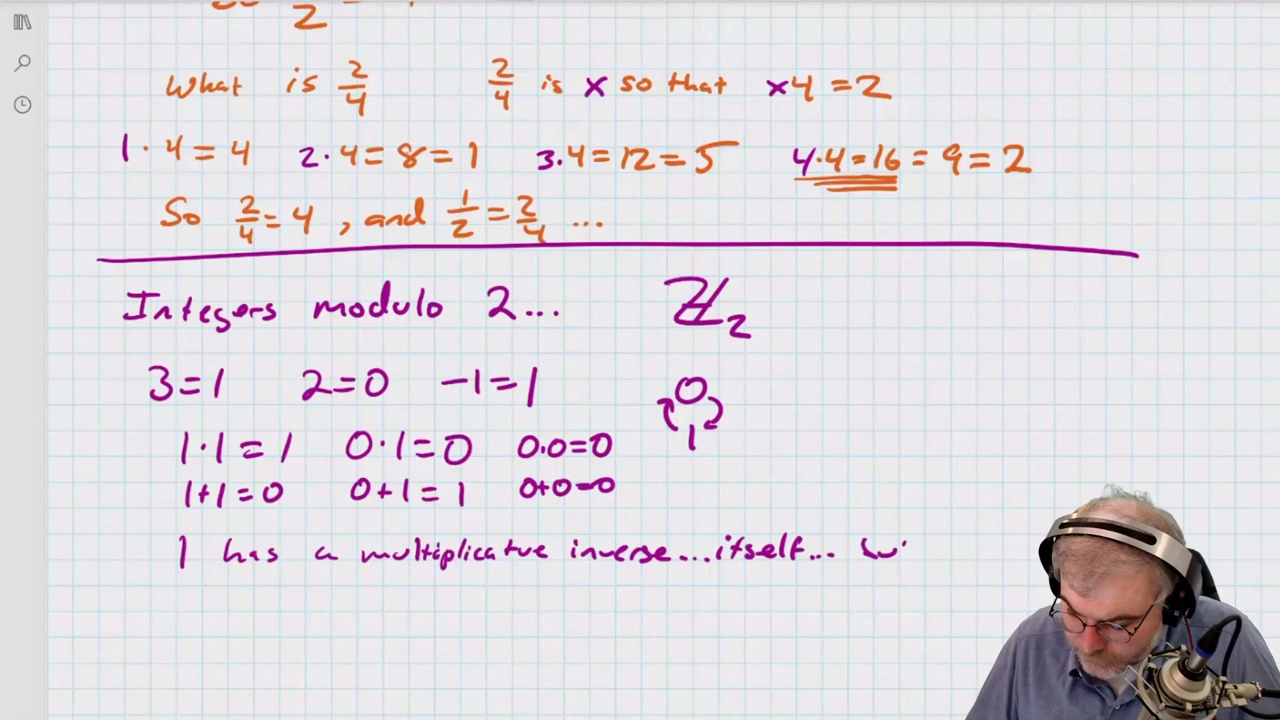 2
What is 2/4 2/4 is x so that x4=2
1·4=4 2·4=8=1 3·4=12=5 4·4=16=9=2
So 2/4=4, and 1/2=2/4 ...
Integers modulo 2... ℤ2
3=1 2=0 -1=1 0
1
1·1=1 0·1=0 0·0=0
1+1=0 0+1=1 0+0=0
1 has a multiplicative inverse...itself...